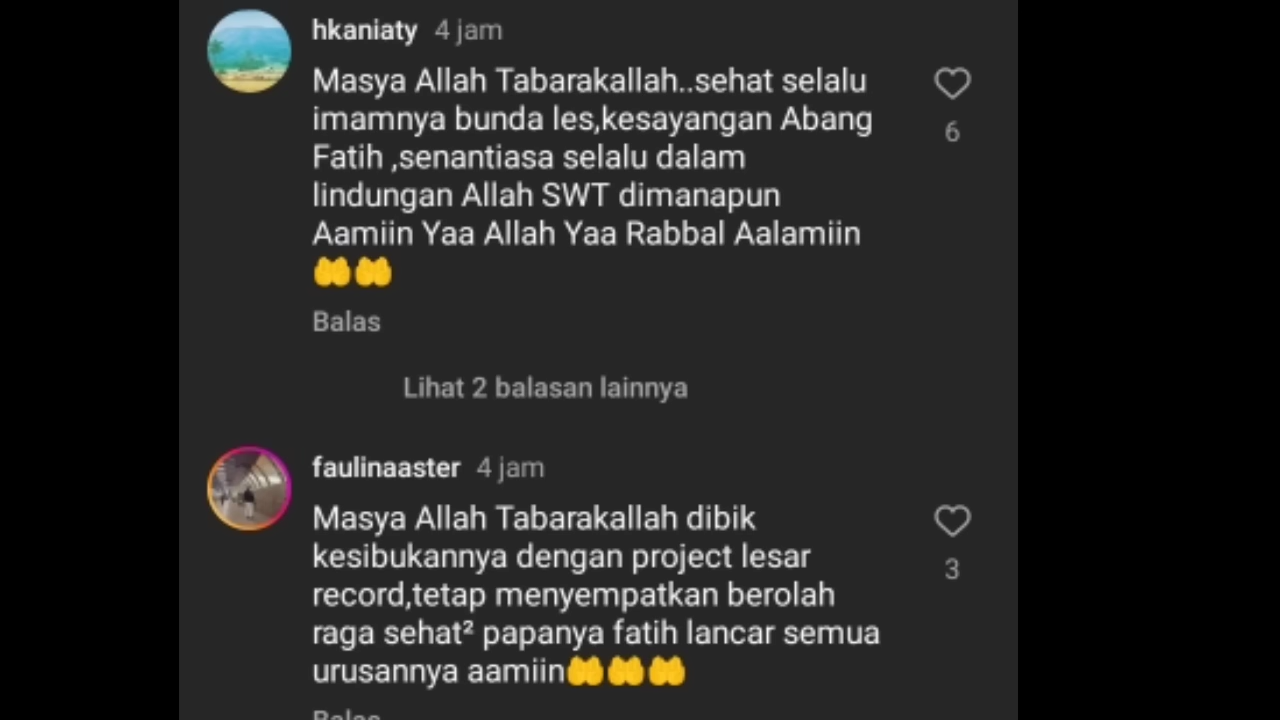 hkaniaty 4 jam
Masya Allah Tabarakallah..sehat selalu
imamnya bunda les,kesayangan Abang
Fatih ,senantiasa selalu dalam
lindungan Allah SWT dimanapun
Aamiin Yaa Allah Yaa Rabbal Aalamiin
🤲🤲
6
Balas
Lihat 2 balasan lainnya
faulinaaster 4 jam
Masya Allah Tabarakallah dibik
kesibukannya dengan project lesar
record,tetap menyempatkan berolah
raga sehat² papanya fatih lancar semua
urusannya aamiin🤲🤲🤲
3
Balas